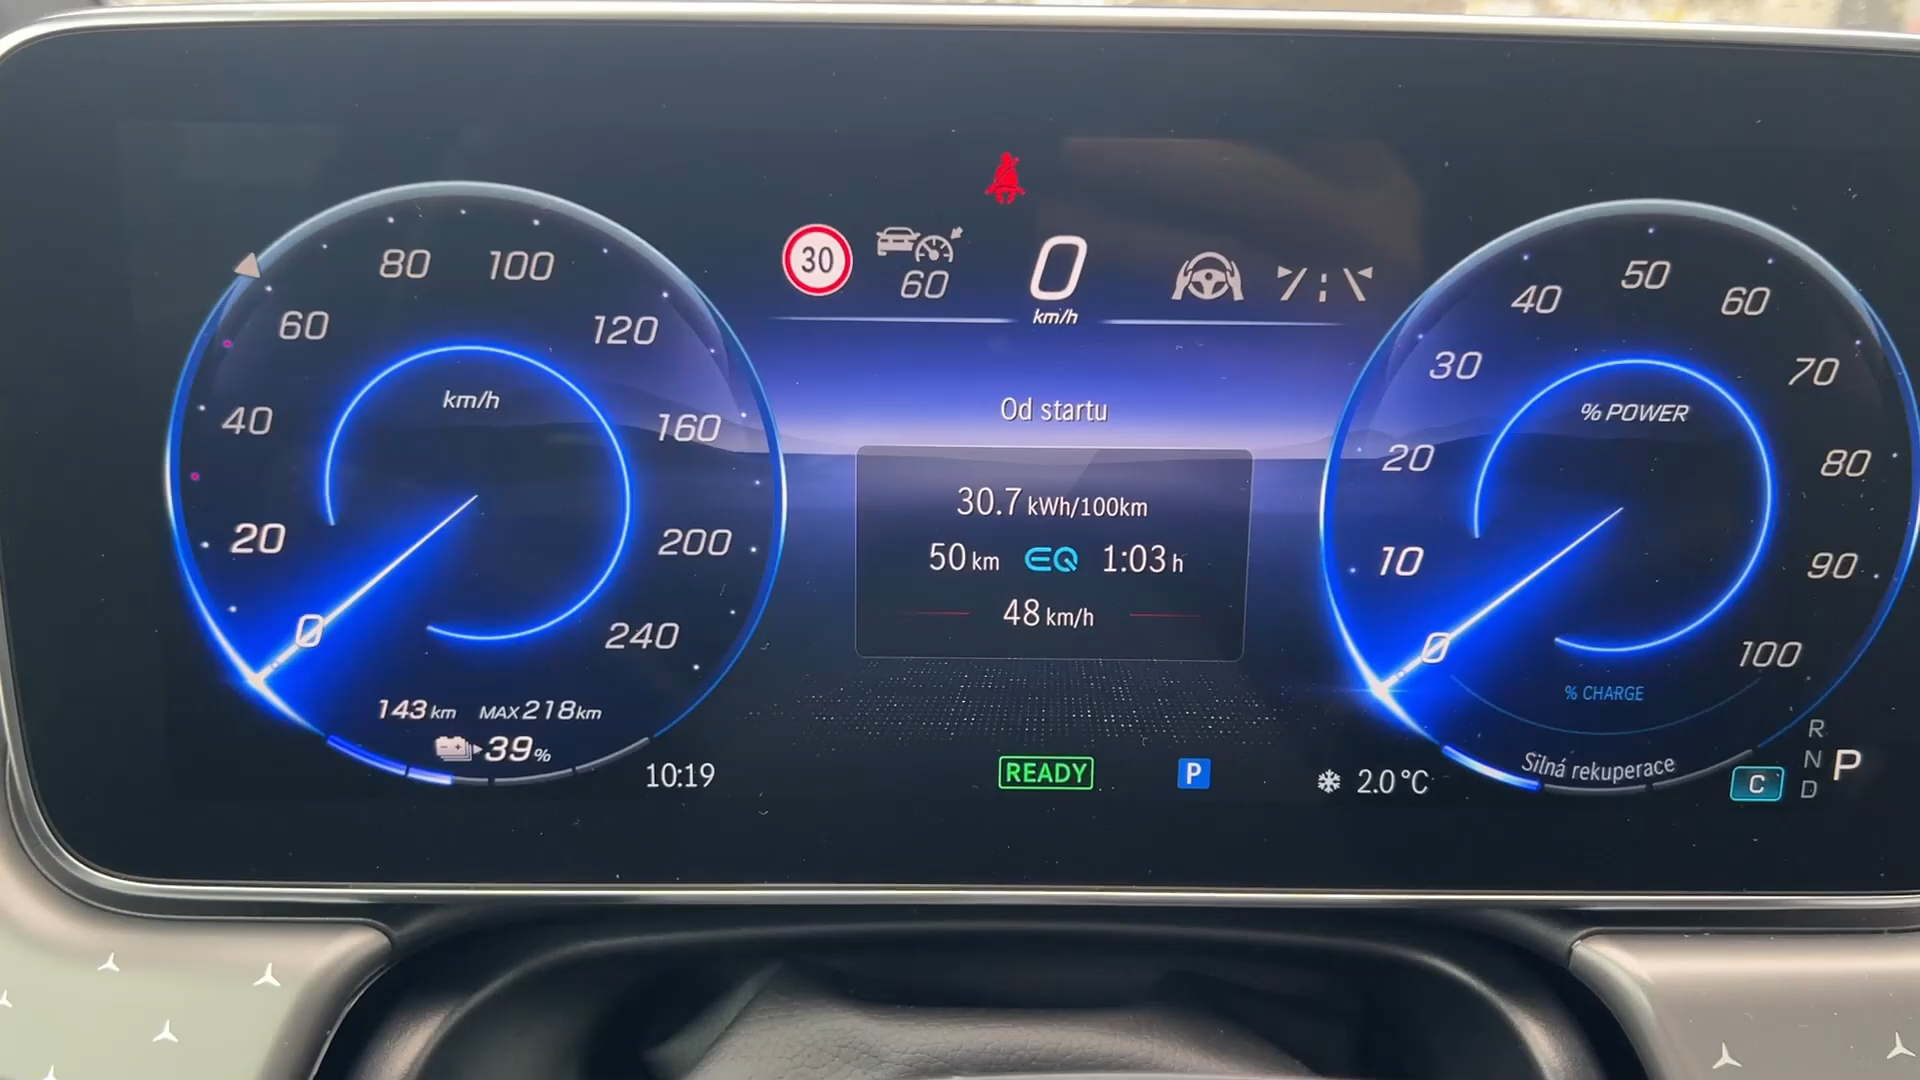 80 100
60 120
km/h
40 160
20 200
0 240
143 km MAX 218 km
39 %
10:19
30
60
0
km/h
Od startu
30.7 kWh/100km
50 km EQ 1:03 h
48 km/h
READY
P
2.0 °C
50
40 60
30 70
% POWER
20 80
10 90
0 100
% CHARGE
Silná rekuperace
C
R
N P
D